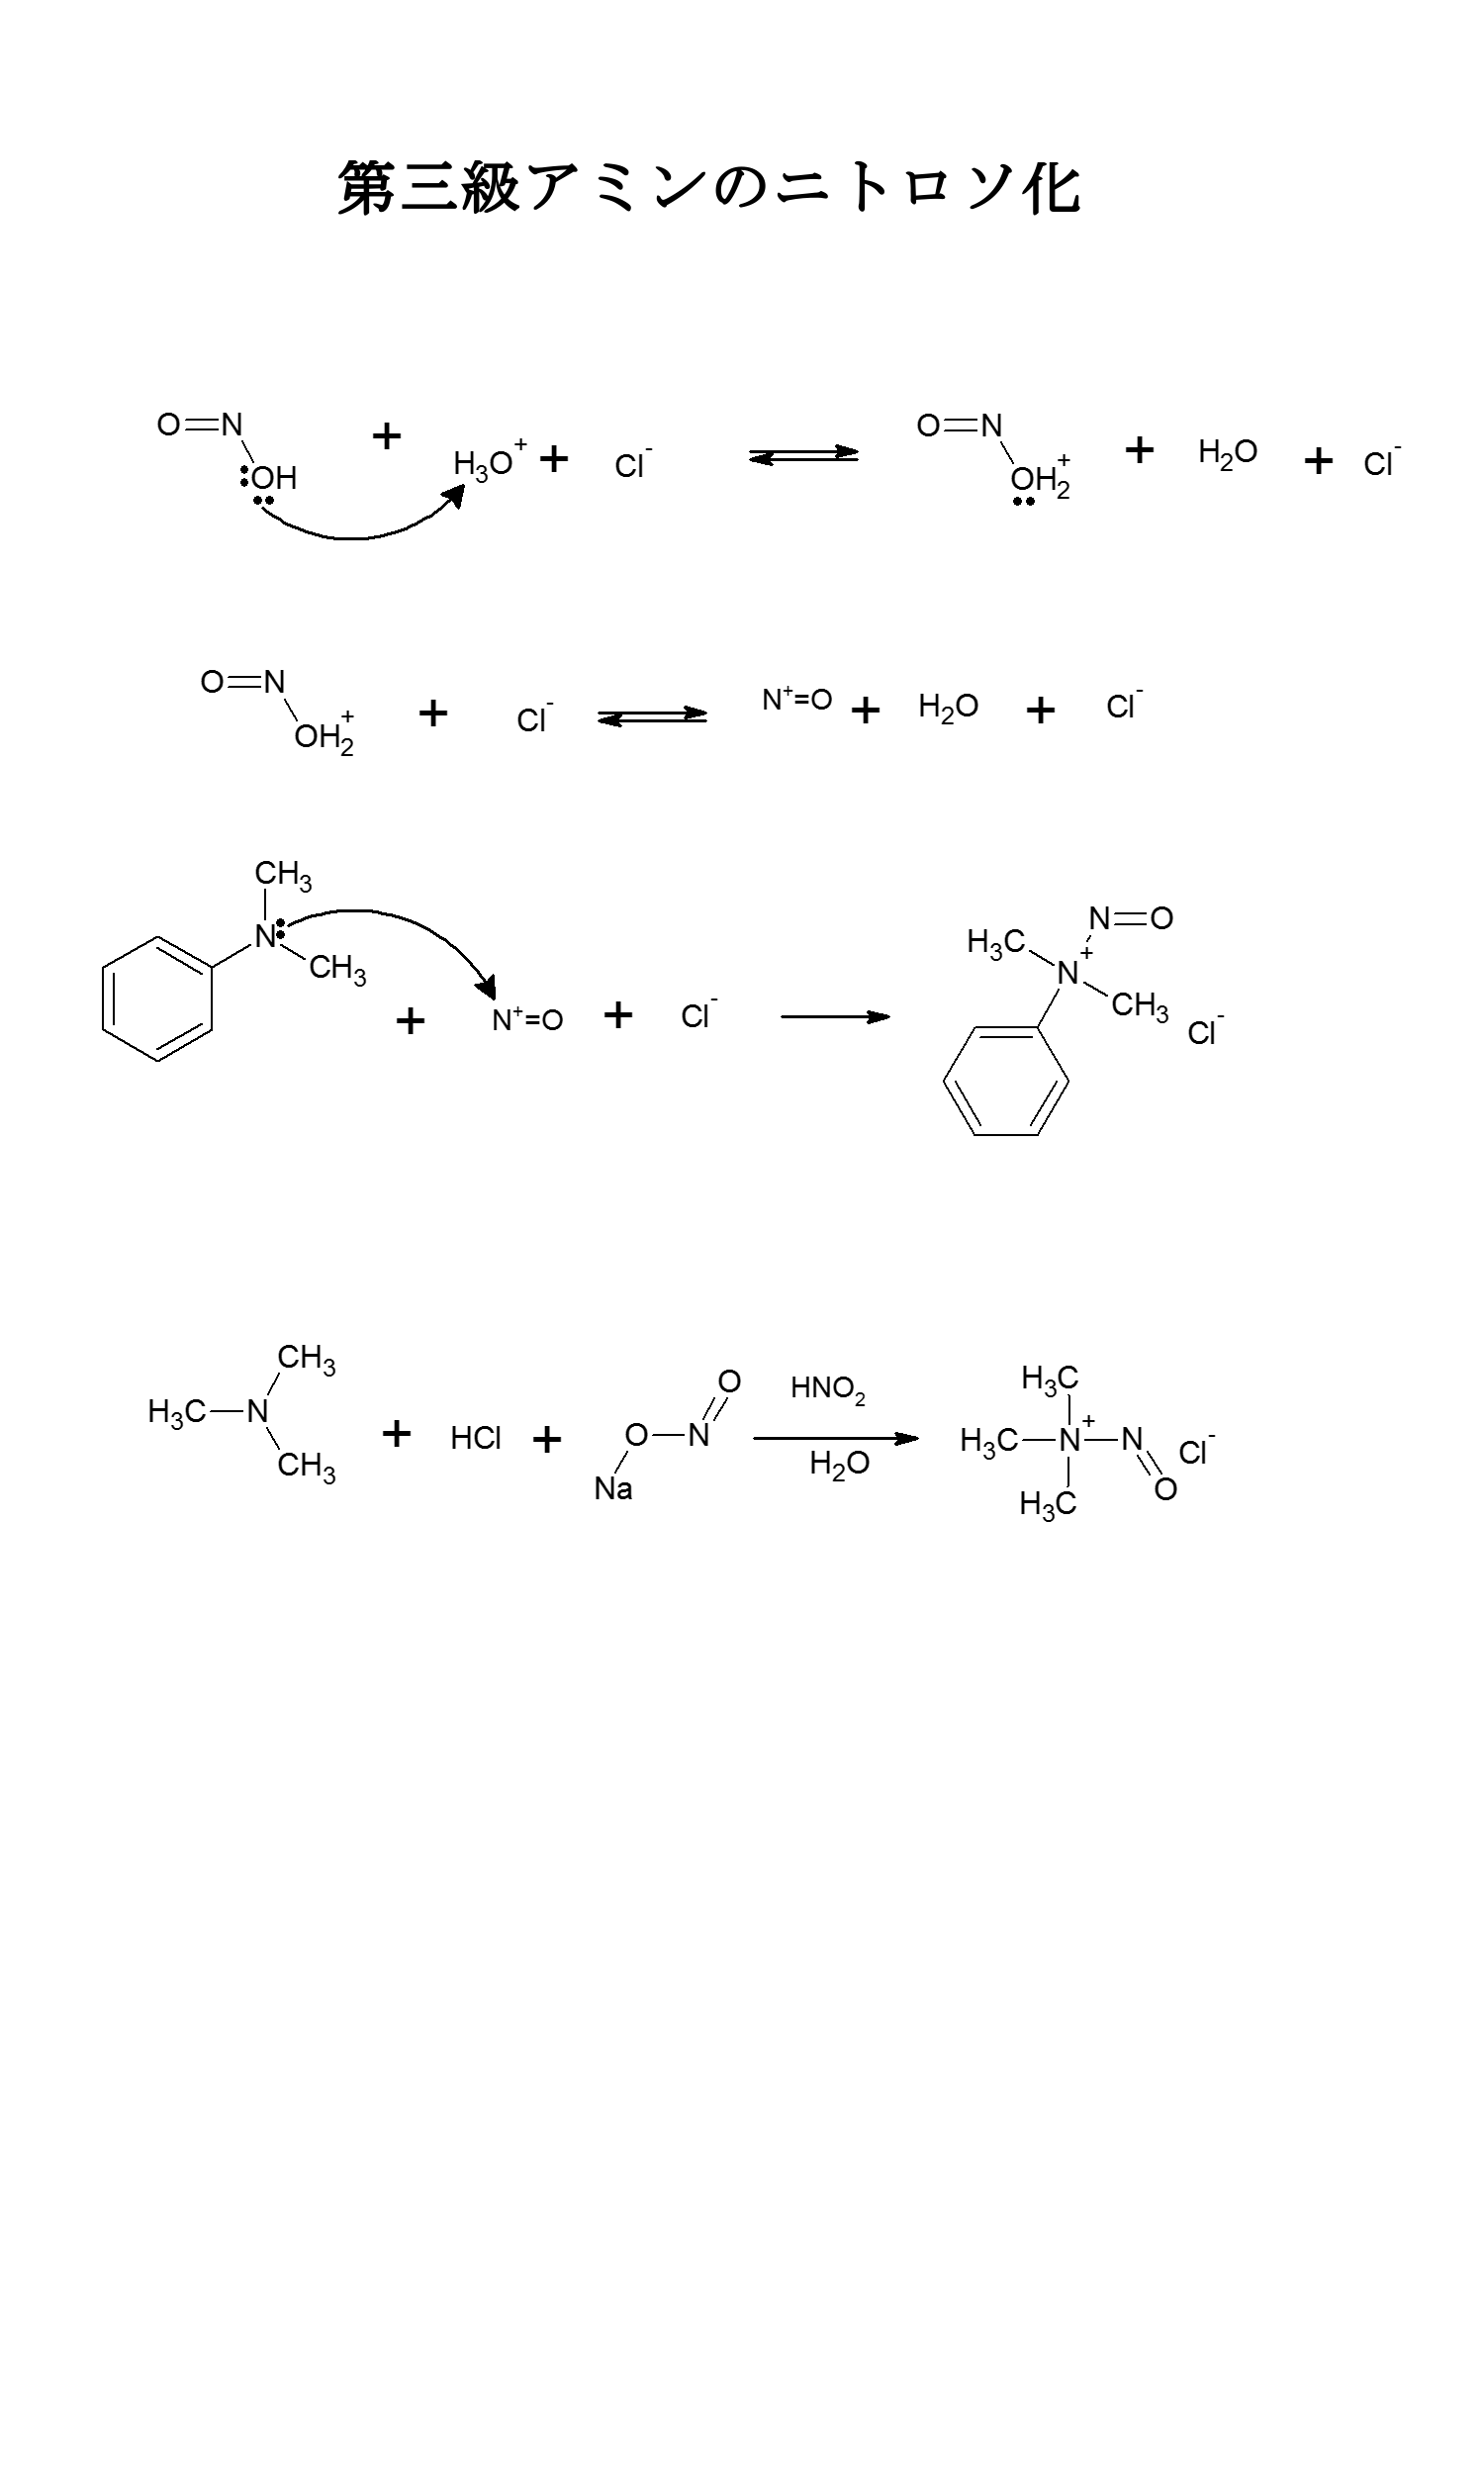 第三級アミンのニトロソ化
O=N OH + H3O+ + Cl- ⇌ O=N OH2+ + H2O + Cl-
O=N OH2+ + Cl- ⇌ N+=O + H2O + Cl-
CH3 N CH3 + N+=O + Cl- → H3C N+ N=O CH3 Cl-
H3C N CH3 CH3 + HCl + Na O N O HNO2 H2O → H3C H3C N+ H3C N O Cl-